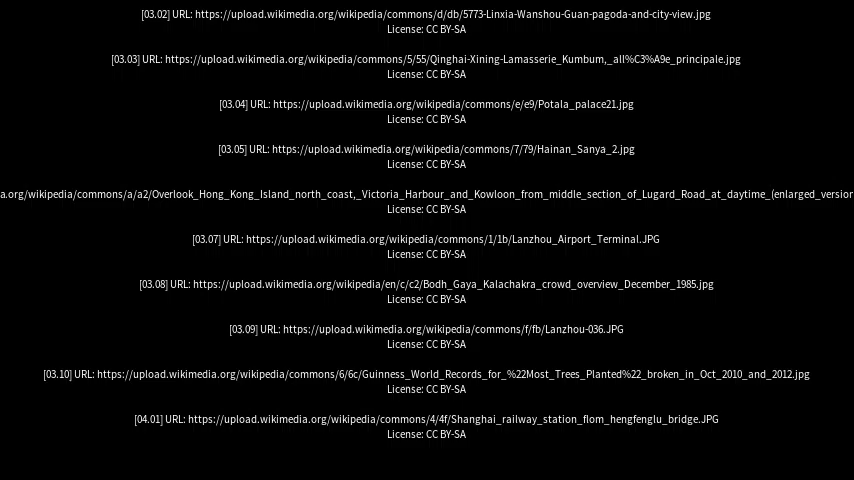 [03.02] URL: https://upload.wikimedia.org/wikipedia/commons/d/db/5773-Linxia-Wanshou-Guan-pagoda-and-city-view.jpg
License: CC BY-SA
[03.03] URL: https://upload.wikimedia.org/wikipedia/commons/5/55/Qinghai-Xining-Lamasserie_Kumbum,_all%C3%A9e_principale.jpg
License: CC BY-SA
[03.04] URL: https://upload.wikimedia.org/wikipedia/commons/e/e9/Potala_palace21.jpg
License: CC BY-SA
[03.05] URL: https://upload.wikimedia.org/wikipedia/commons/7/79/Hainan_Sanya_2.jpg
License: CC BY-SA
a.org/wikipedia/commons/a/a2/Overlook_Hong_Kong_Island_north_coast,_Victoria_Harbour_and_Kowloon_from_middle_section_of_Lugard_Road_at_daytime_(enlarged_version
License: CC BY-SA
[03.07] URL: https://upload.wikimedia.org/wikipedia/commons/1/1b/Lanzhou_Airport_Terminal.JPG
License: CC BY-SA
[03.08] URL: https://upload.wikimedia.org/wikipedia/en/c/c2/Bodh_Gaya_Kalachakra_crowd_overview_December_1985.jpg
License: CC BY-SA
[03.09] URL: https://upload.wikimedia.org/wikipedia/commons/f/fb/Lanzhou-036.JPG
License: CC BY-SA
[03.10] URL: https://upload.wikimedia.org/wikipedia/commons/6/6c/Guinness_World_Records_for_%22Most_Trees_Planted%22_broken_in_Oct_2010_and_2012.jpg
License: CC BY-SA
[04.01] URL: https://upload.wikimedia.org/wikipedia/commons/4/4f/Shanghai_railway_station_flom_hengfenglu_bridge.JPG
License: CC BY-SA